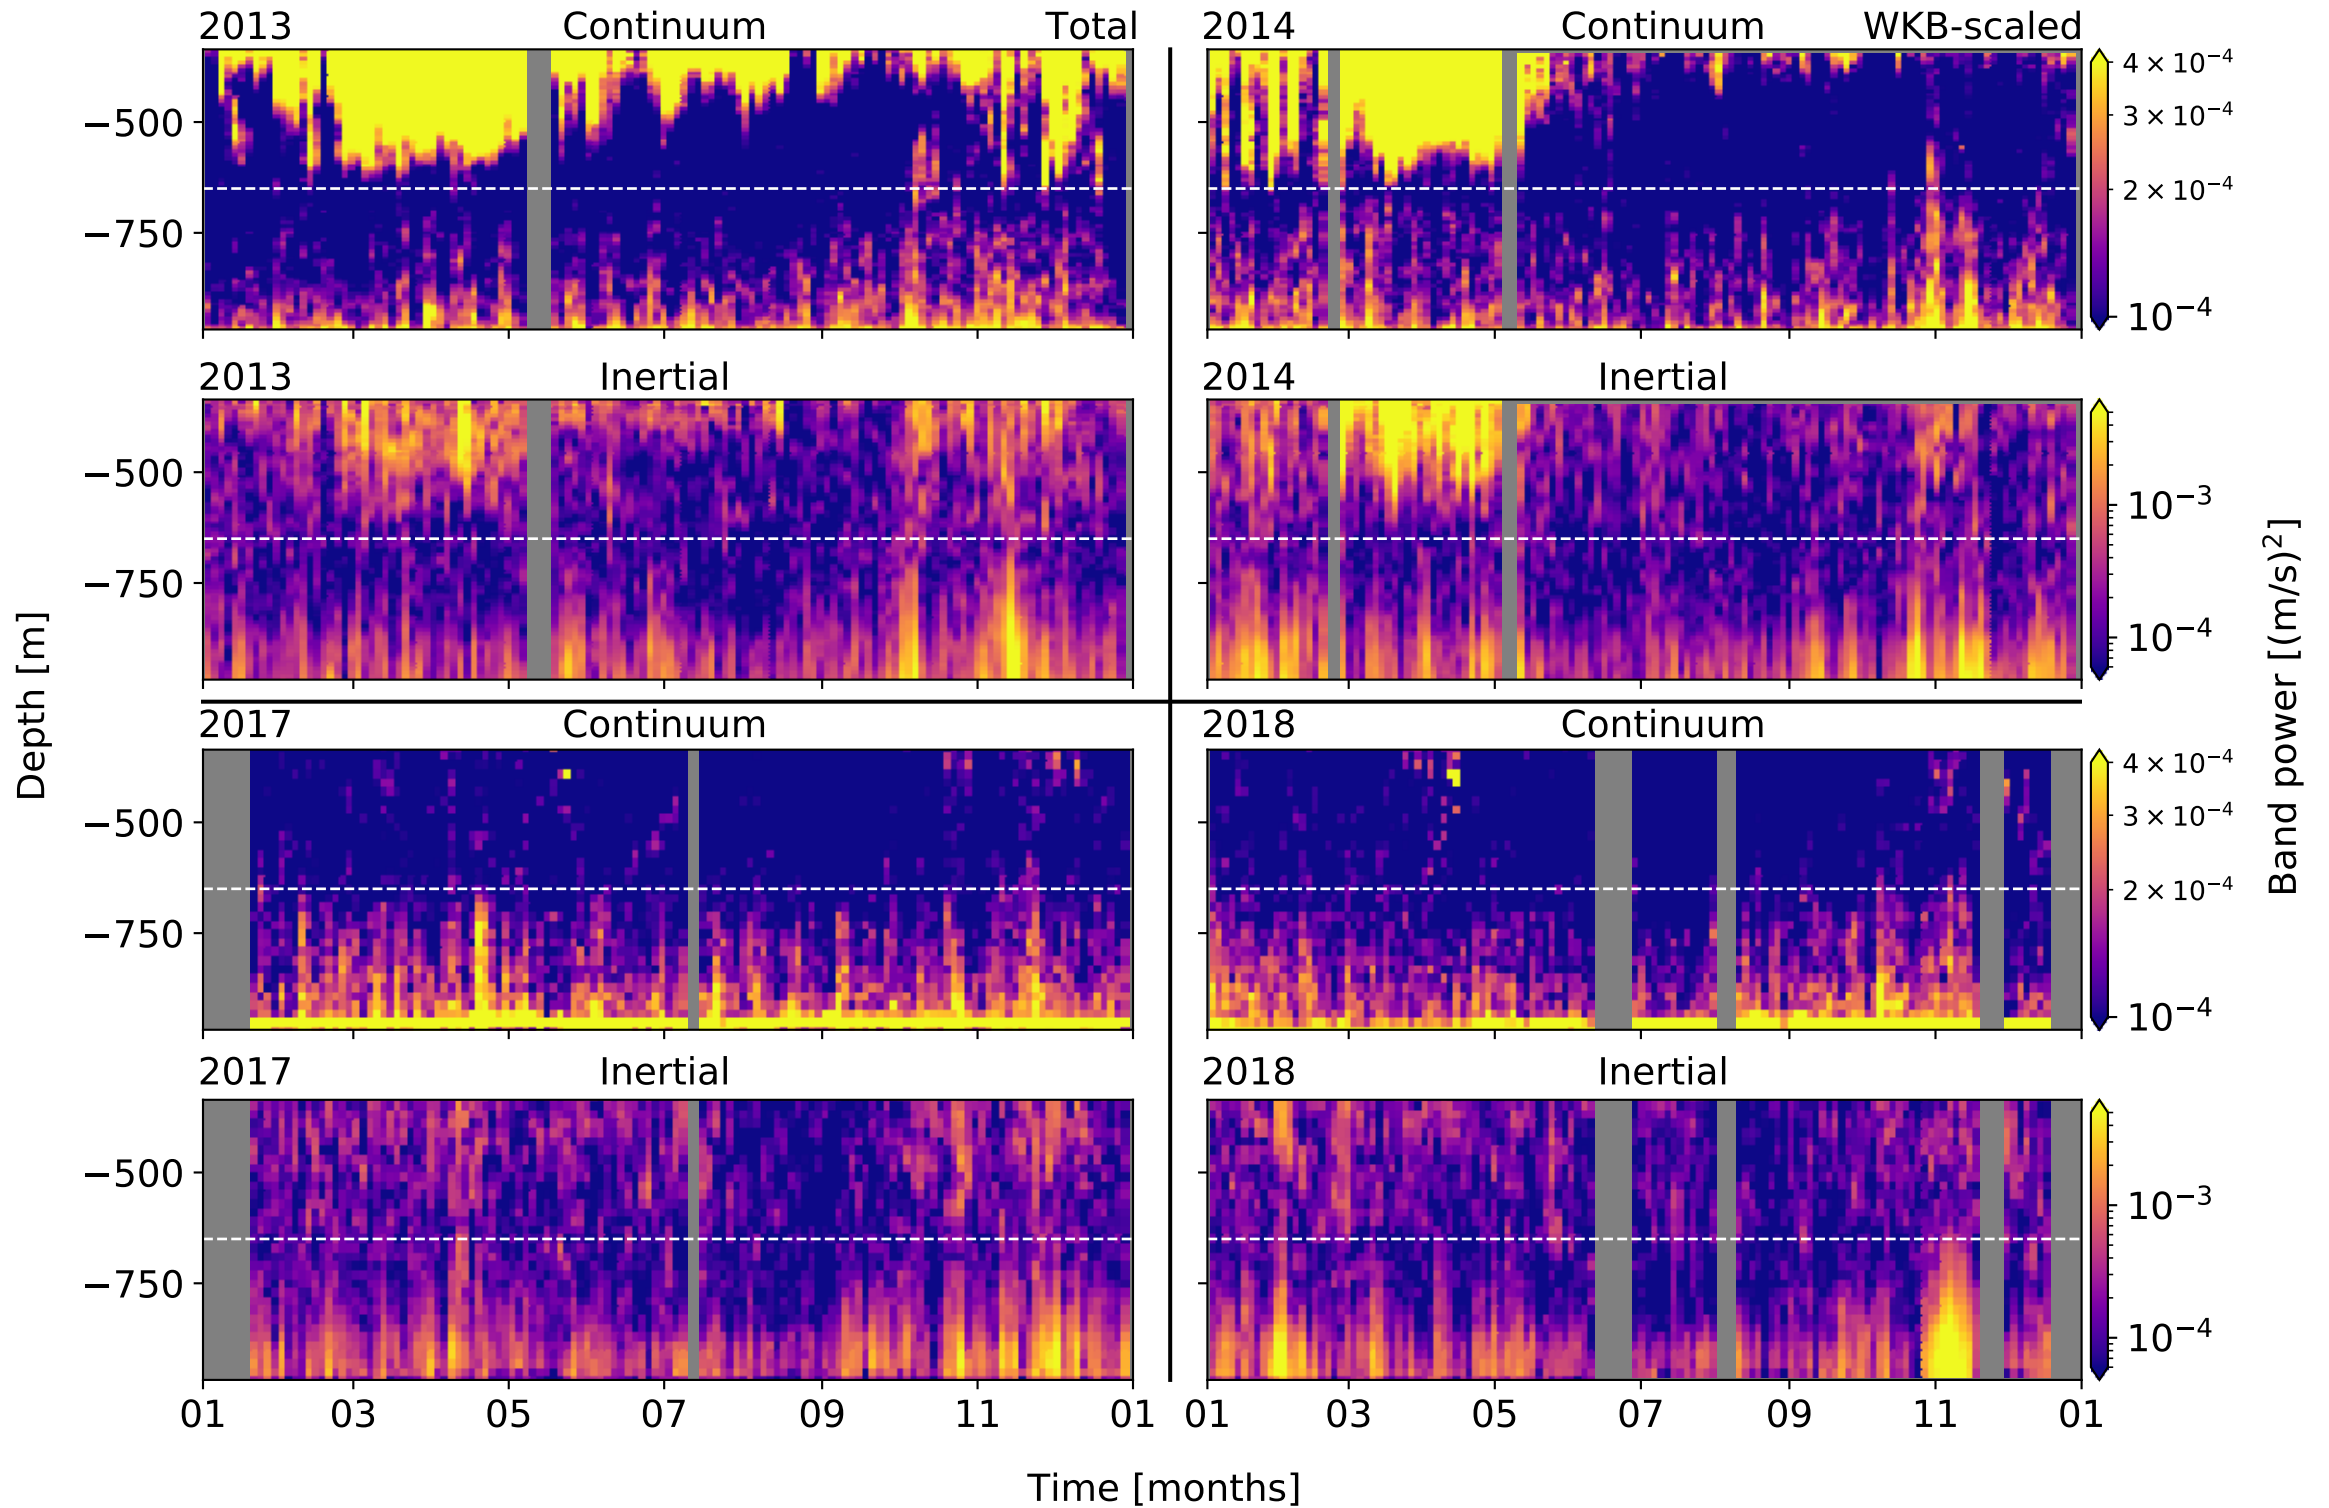 2013 Continuum Total
2014 Continuum WKB-scaled
−500
−750
4 × 10⁻⁴
3 × 10⁻⁴
2 × 10⁻⁴
10⁻⁴
2013 Inertial
2014 Inertial
−500
−750
10⁻³
10⁻⁴
Depth [m]
Band power [(m/s)²]
2017 Continuum
2018 Continuum
−500
−750
4 × 10⁻⁴
3 × 10⁻⁴
2 × 10⁻⁴
10⁻⁴
2017 Inertial
2018 Inertial
−500
−750
10⁻³
10⁻⁴
01 03 05 07 09 11 01
01 03 05 07 09 11 01
Time [months]